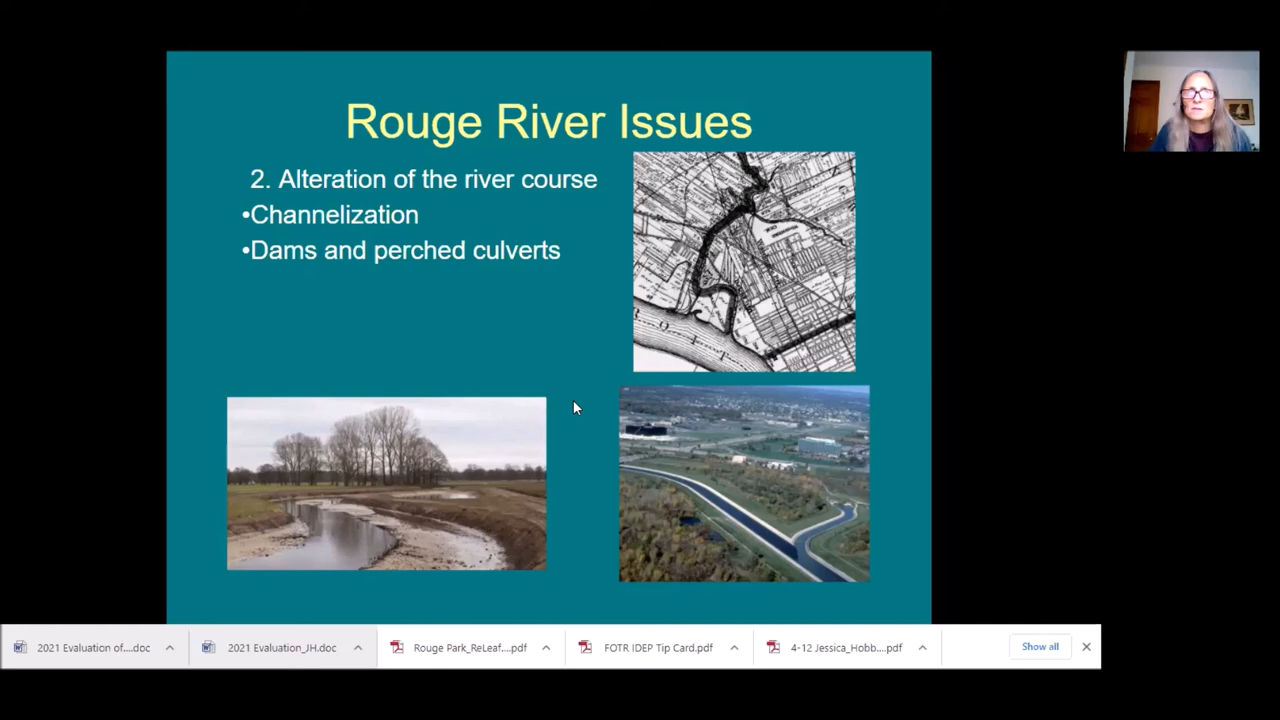 Rouge River Issues
2. Alteration of the river course
•Channelization
•Dams and perched culverts
R O I T
2021 Evaluation of....doc
2021 Evaluation_JH.doc
Rouge Park_ReLeaf....pdf
FOTR IDEP Tip Card.pdf
4-12 Jessica_Hobb....pdf
Show all